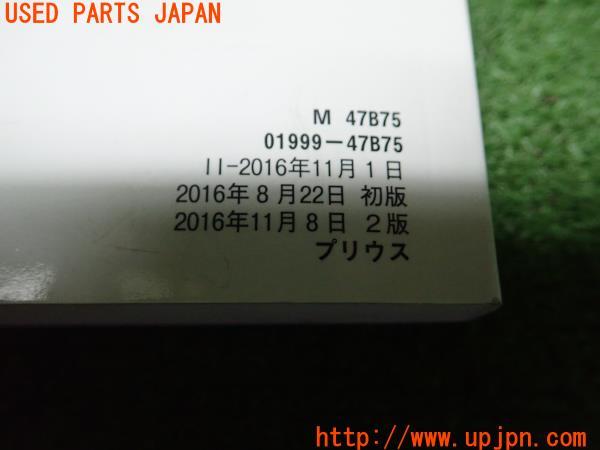 USED PARTS JAPAN
M 47B75
01999-47B75
II-2016年11月1日
2016年8月22日 初版
2016年11月8日 2版
プリウス
http://www.upjpn.com